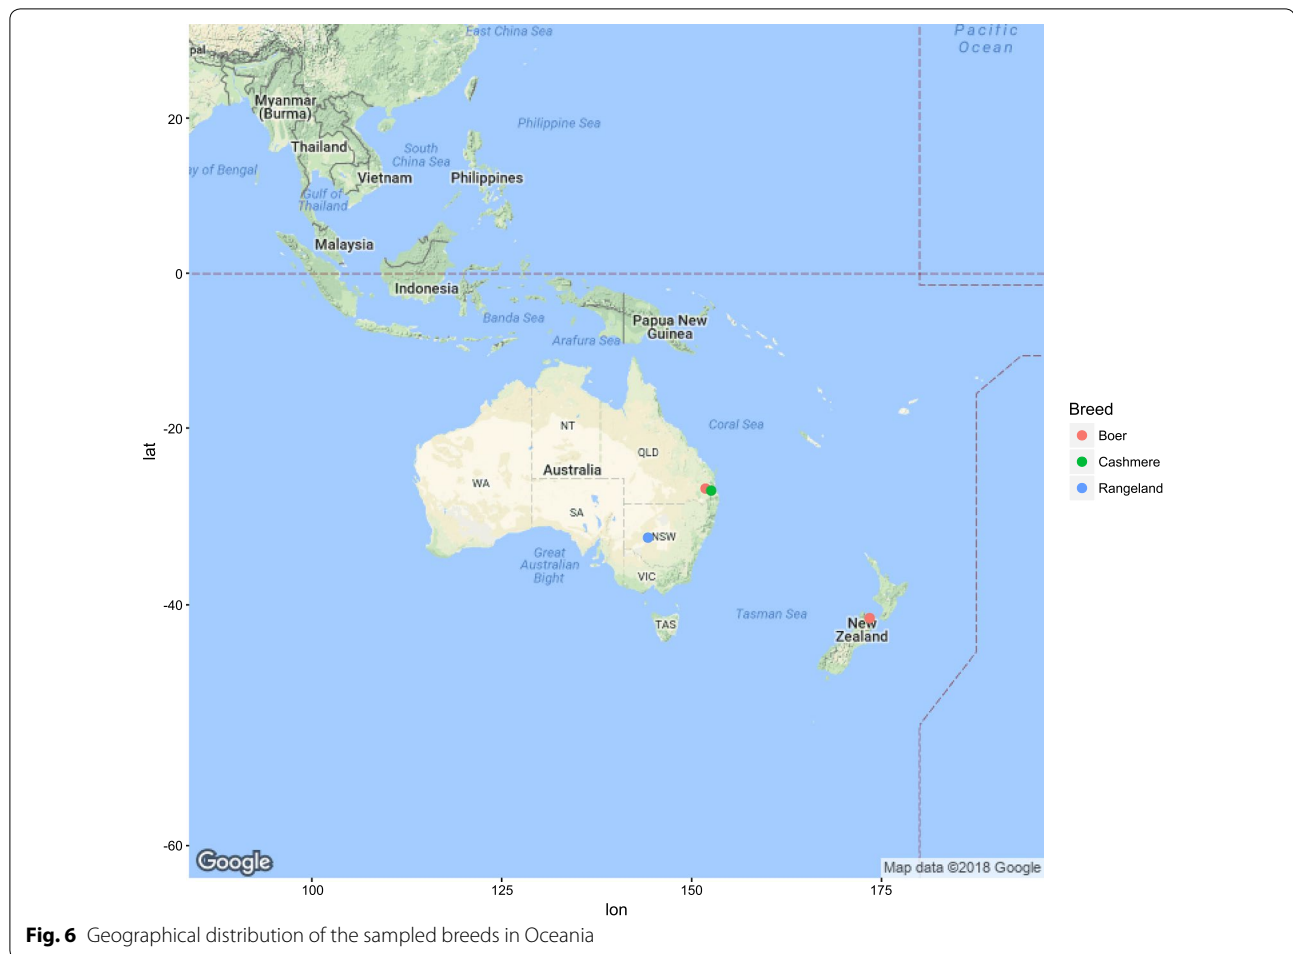 East China Sea
Pacific
Ocean
pal
Myanmar
(Burma)
20
Philippine Sea
Thailand
South
China Sea
ay of Bengal
Vietnam
Philippines
Gulf of
Thailand
Malaysia
0
Indonesia
Banda Sea
Papua New
Guinea
Arafura Sea
Breed
Boer
Cashmere
Rangeland
-20
lat
NT
Coral Sea
QLD
Australia
WA
SA
NSW
Great
Australian
Bight
VIC
-40
TAS
Tasman Sea
New
Zealand
-60
Google
Map data ©2018 Google
100
125
150
175
lon
Fig. 6 Geographical distribution of the sampled breeds in Oceania